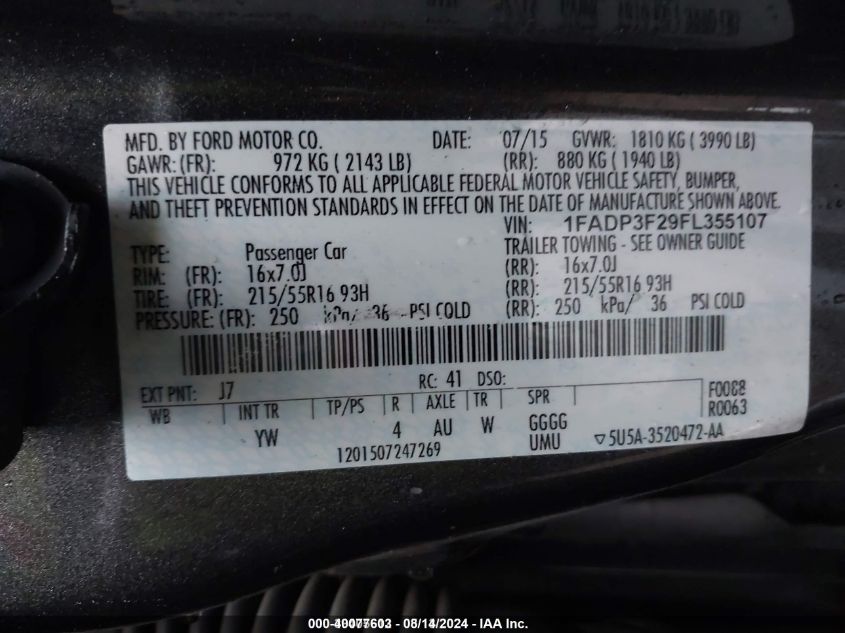 MFD. BY FORD MOTOR CO. DATE: 07/15 GVWR: 1810 KG ( 3990 LB)
GAWR: (FR): 972 KG ( 2143 LB) (RR): 880 KG ( 1940 LB)
THIS VEHICLE CONFORMS TO ALL APPLICABLE FEDERAL MOTOR VEHICLE SAFETY, BUMPER,
AND THEFT PREVENTION STANDARDS IN EFFECT ON THE DATE OF MANUFACTURE SHOWN ABOVE.
VIN: 1FADP3F29FL355107
TYPE: Passenger Car TRAILER TOWING - SEE OWNER GUIDE
RIM: (FR): 16x7.0J (RR): 16x7.0J
TIRE: (FR): 215/55R16 93H (RR): 215/55R16 93H
PRESSURE: (FR): 250 kPa/ 36 PSI COLD (RR): 250 kPa/ 36 PSI COLD
EXT PNT: J7 RC: 41 DSO:
WB INT TR TP/PS R AXLE TR SPR F0088
YW 4 AU W GGGG R0063
1201507247269 UMU ▽5U5A-3520472-AA
08/14/2024 - IAA Inc.